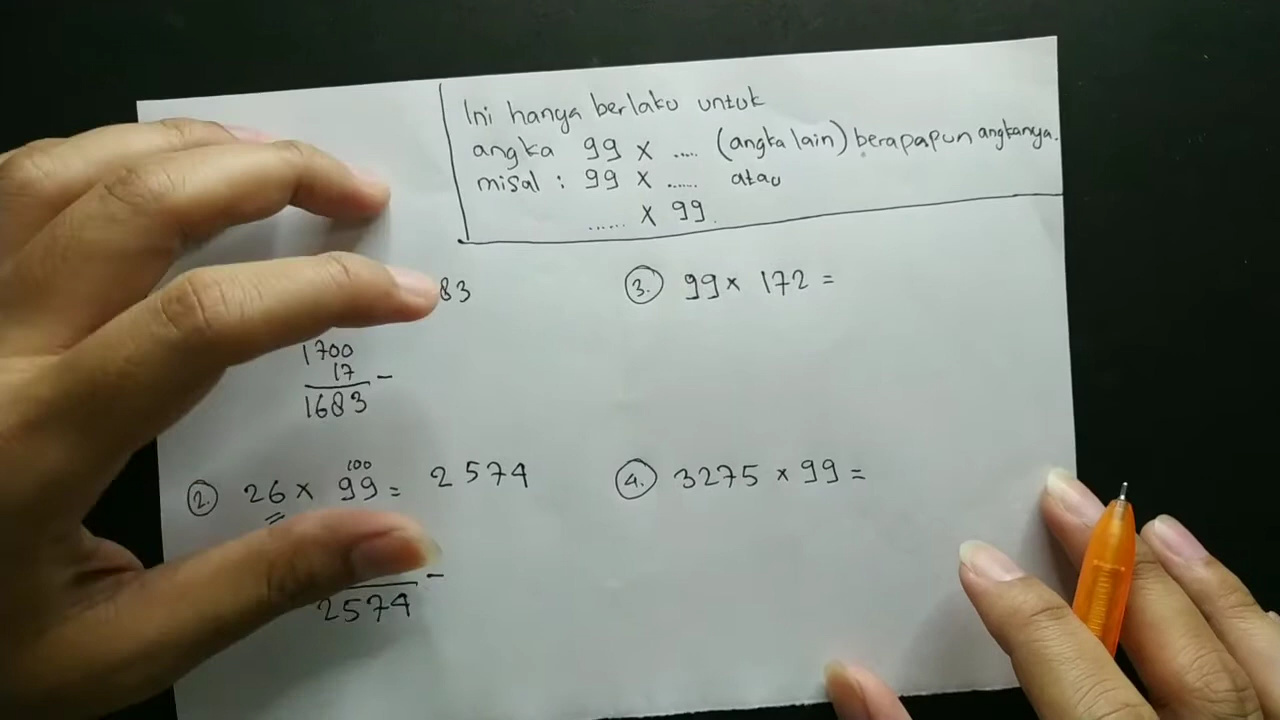 Ini hanya berlaku untuk
angka 99 x .... (angka lain) berapapun angkanya.
misal : 99 x ...... atau
...... x 99.
83
1700
17 -
1683
2. 26 x 99 = 2574
100
-
2574
3. 99 x 172 =
4. 3275 x 99 =